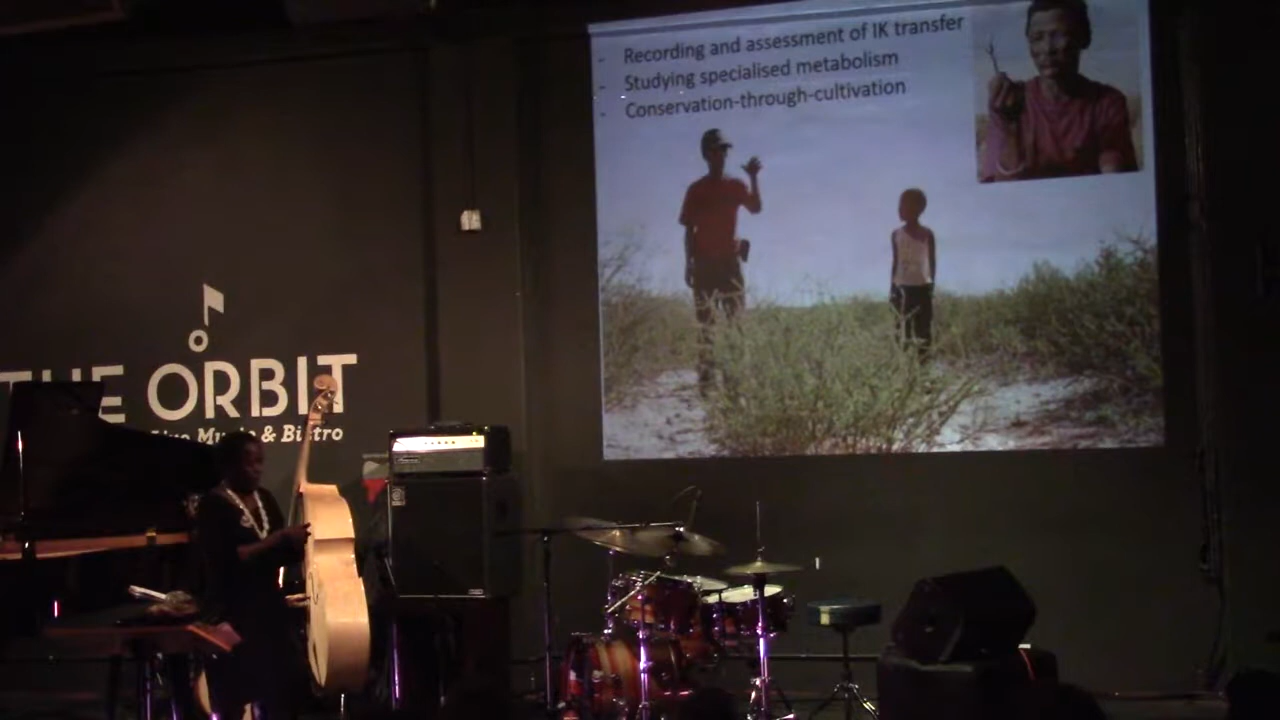 - Recording and assessment of IK transfer
- Studying specialised metabolism
- Conservation-through-cultivation
THE ORBIT
Live Music & Bistro